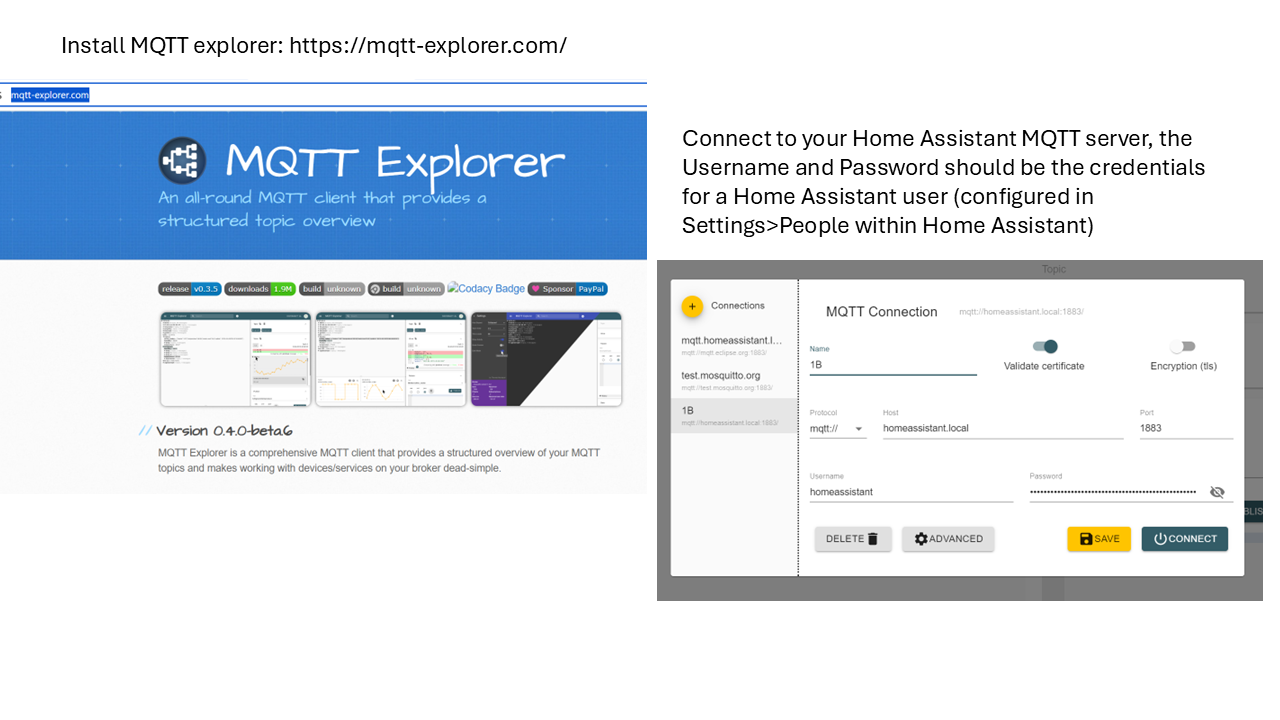 Install MQTT explorer: https://mqtt-explorer.com/
mqtt-explorer.com
MQTT Explorer
An all-round MQTT client that provides a
structured topic overview
release v0.3.5 downloads 1.9M build unknown build unknown Codacy Badge Sponsor PayPal
// Version 0.4.0-beta.6
MQTT Explorer is a comprehensive MQTT client that provides a structured overview of your MQTT
topics and makes working with devices/services on your broker dead-simple.
Connect to your Home Assistant MQTT server, the
Username and Password should be the credentials
for a Home Assistant user (configured in
Settings>People within Home Assistant)
Topic
+ Connections
mqtt.homeassistant.l...
mqtt://mqtt.eclipse.org:1883/
test.mosquitto.org
mqtt://test.mosquitto.org:1883/
1B
mqtt://homeassistant.local:1883/
MQTT Connection mqtt://homeassistant.local:1883/
Name
1B
Validate certificate Encryption (tls)
Protocol Host Port
mqtt:// homeassistant.local 1883
Username Password
homeassistant
DELETE ADVANCED SAVE CONNECT